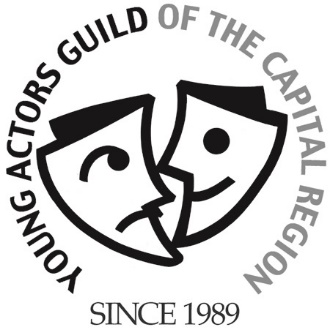 YOUNG ACTORS GUILD OF THE CAPITAL REGION
SINCE 1989